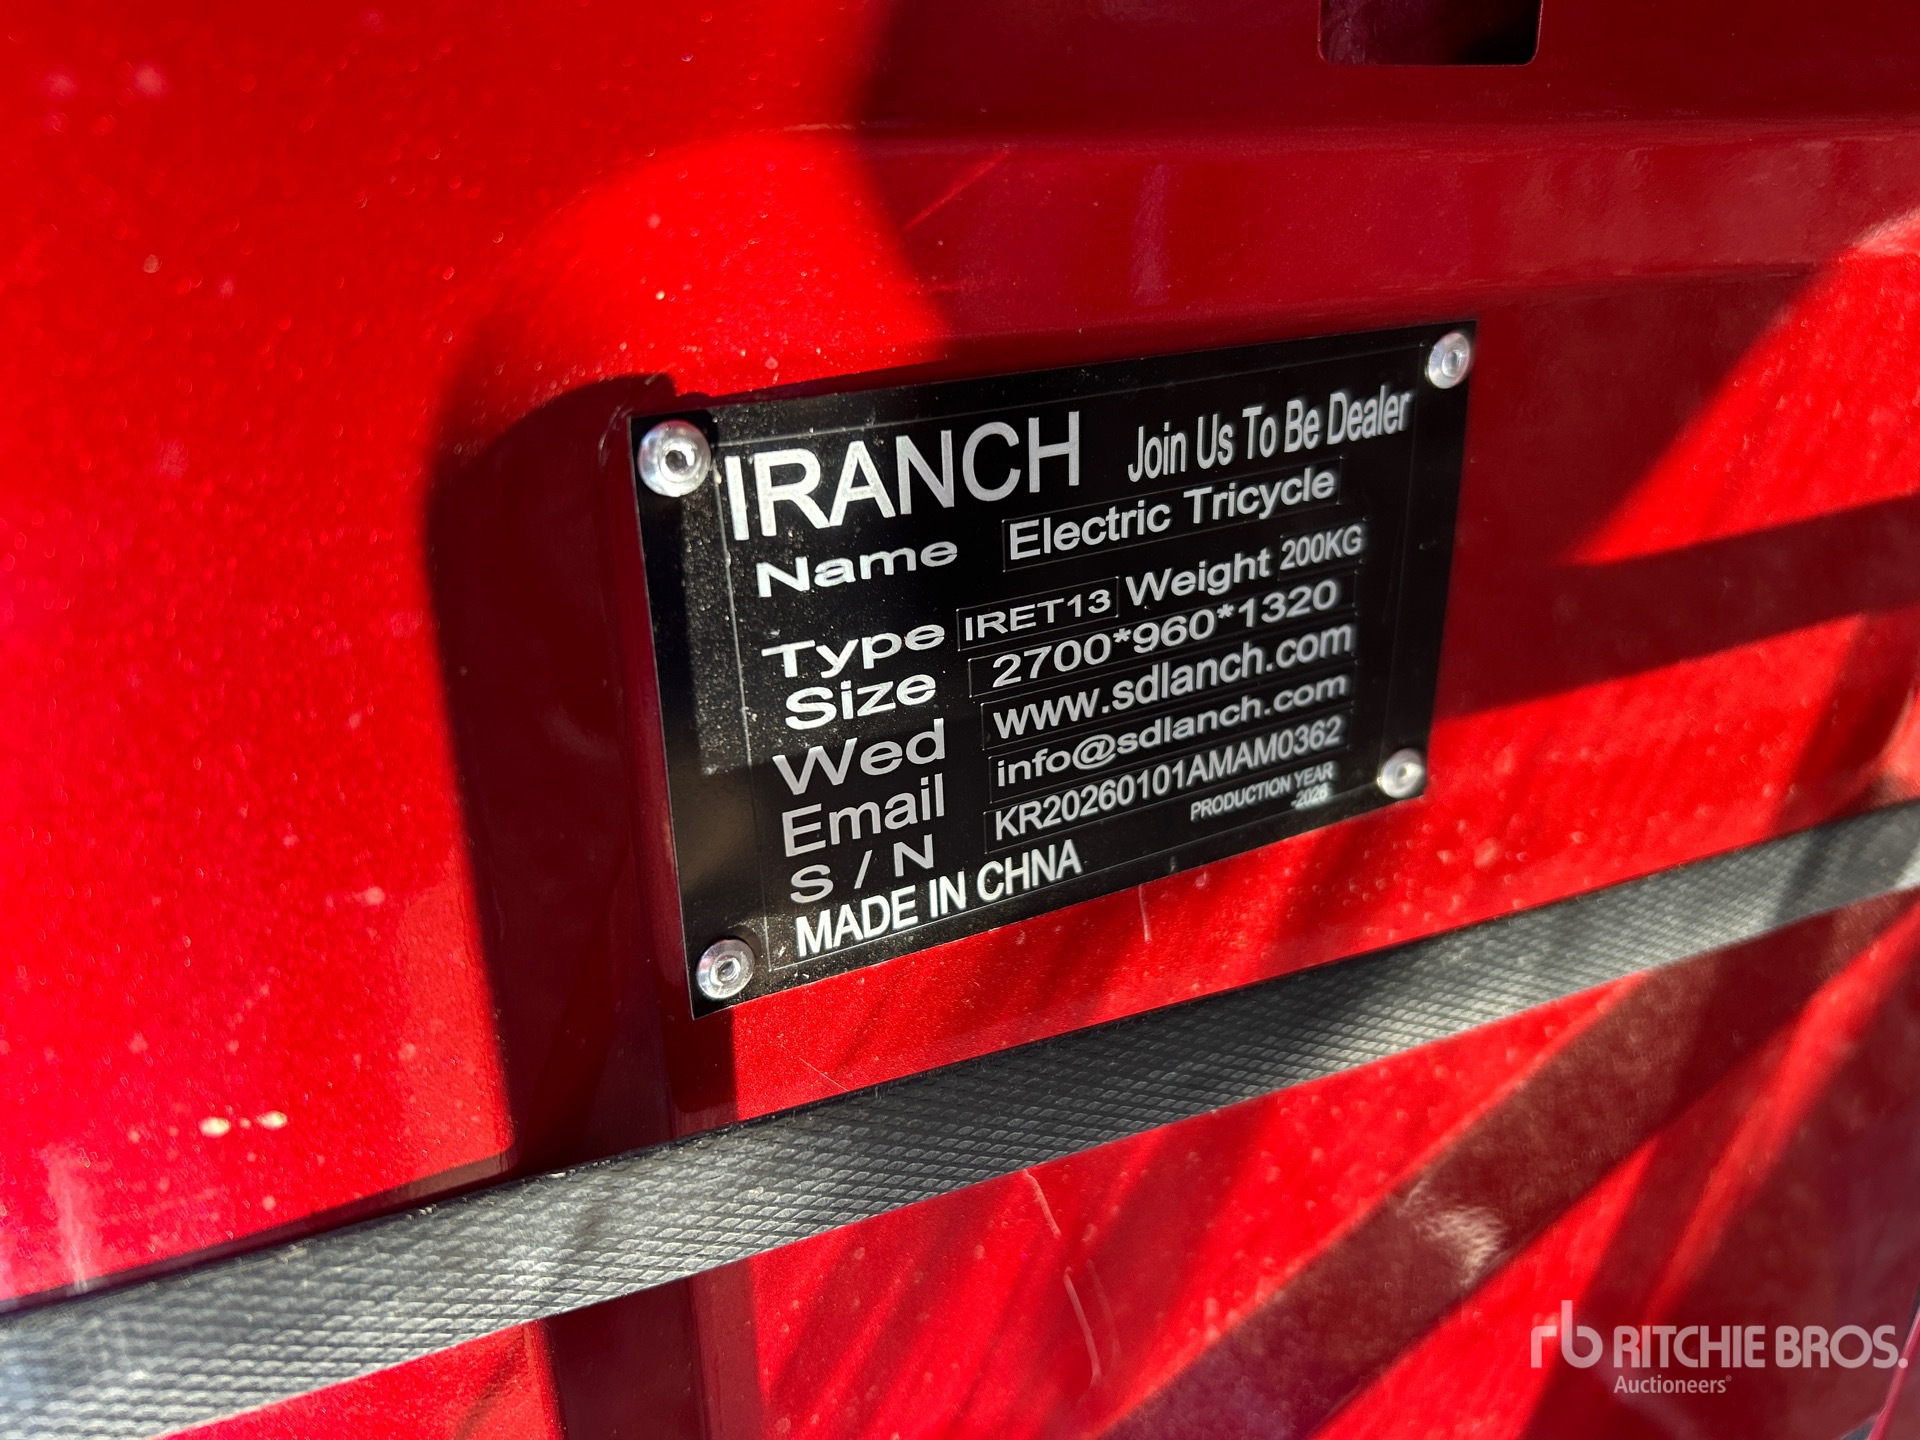 IRANCH Join Us To Be Dealer
Name Electric Tricycle
Type IRET13 Weight 200KG
Size 2700*960*1320
Wed www.sdlanch.com
Email info@sdlanch.com
S / N KR20260101AMAM0362
PRODUCTION YEAR
-2026
MADE IN CHNA
rb RITCHIE BROS.
Auctioneers